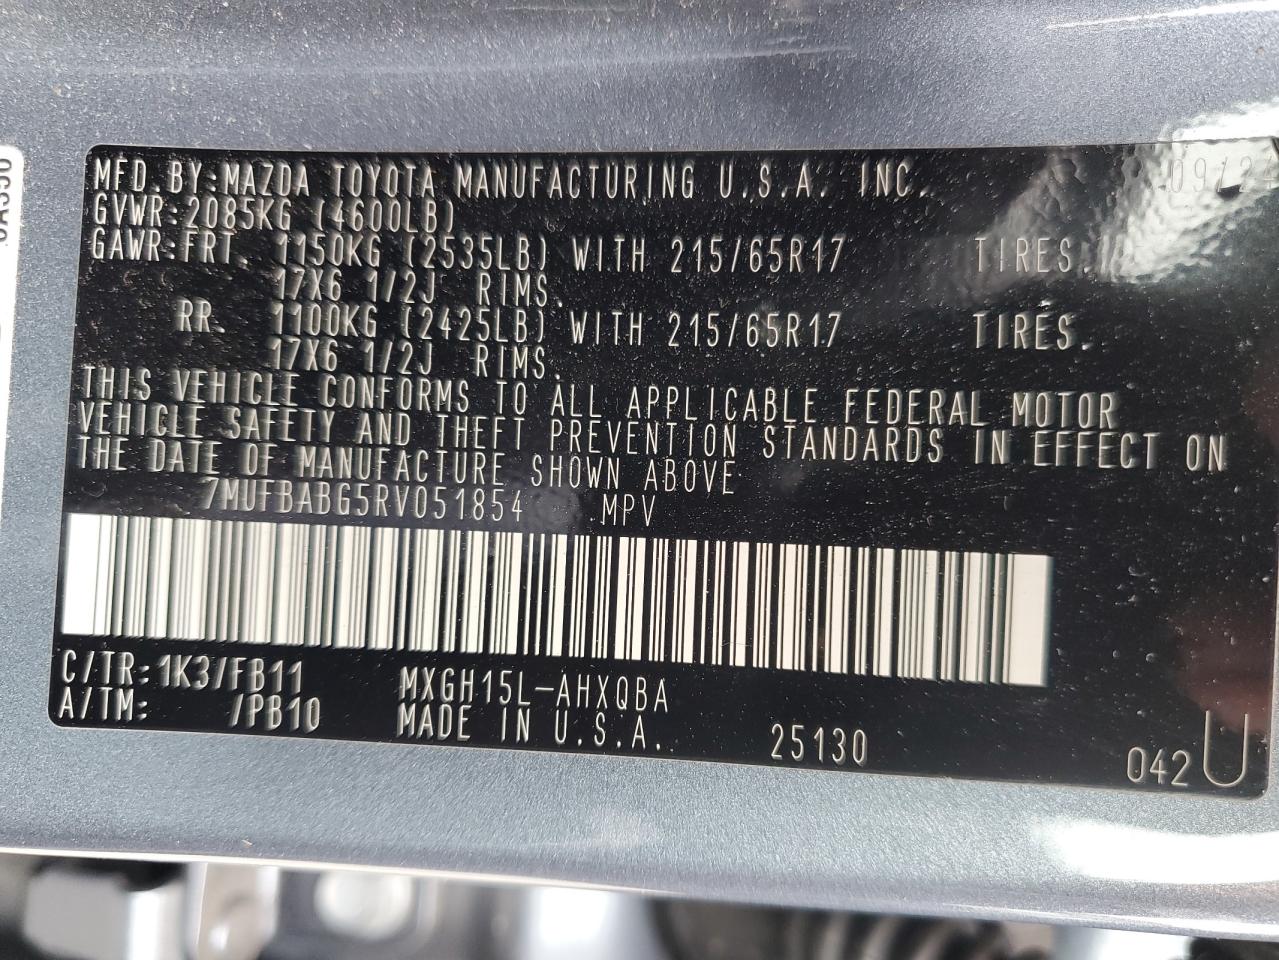 MFD.BY:MAZDA TOYOTA MANUFACTURING U.S.A. INC. 09/24
GVWR:2085KG (4600LB)
GAWR:FRT. 1150KG (2535LB) WITH 215/65R17 TIRES.
17X6 1/2J RIMS.
RR. 1100KG (2425LB) WITH 215/65R17 TIRES.
17X6 1/2J RIMS.
THIS VEHICLE CONFORMS TO ALL APPLICABLE FEDERAL MOTOR
VEHICLE SAFETY AND THEFT PREVENTION STANDARDS IN EFFECT ON
THE DATE OF MANUFACTURE SHOWN ABOVE
7MUFBABG5RV051854 MPV
C/TR:1K3/FB11 MXGH15L-AHXQBA
A/TM: /PB10 MADE IN U.S.A. 25130 042 U